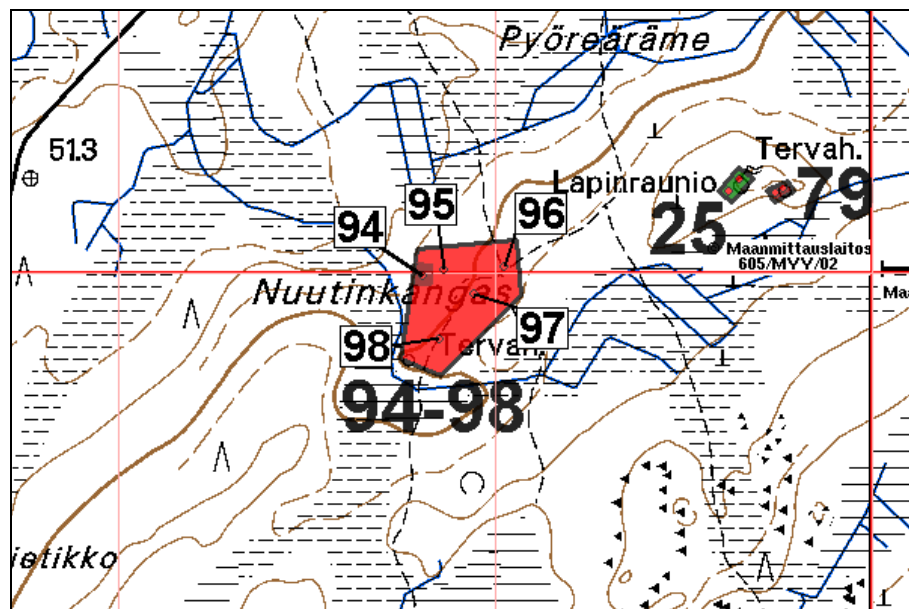 Pyöreäräme
51.3
Tervah.
Lapinraunio
79
95
96
94
25
Maanmittauslaitos
605/MYY/02
Maa
Nuutinkangas
97
98
Tervah.
94-98
ietikko